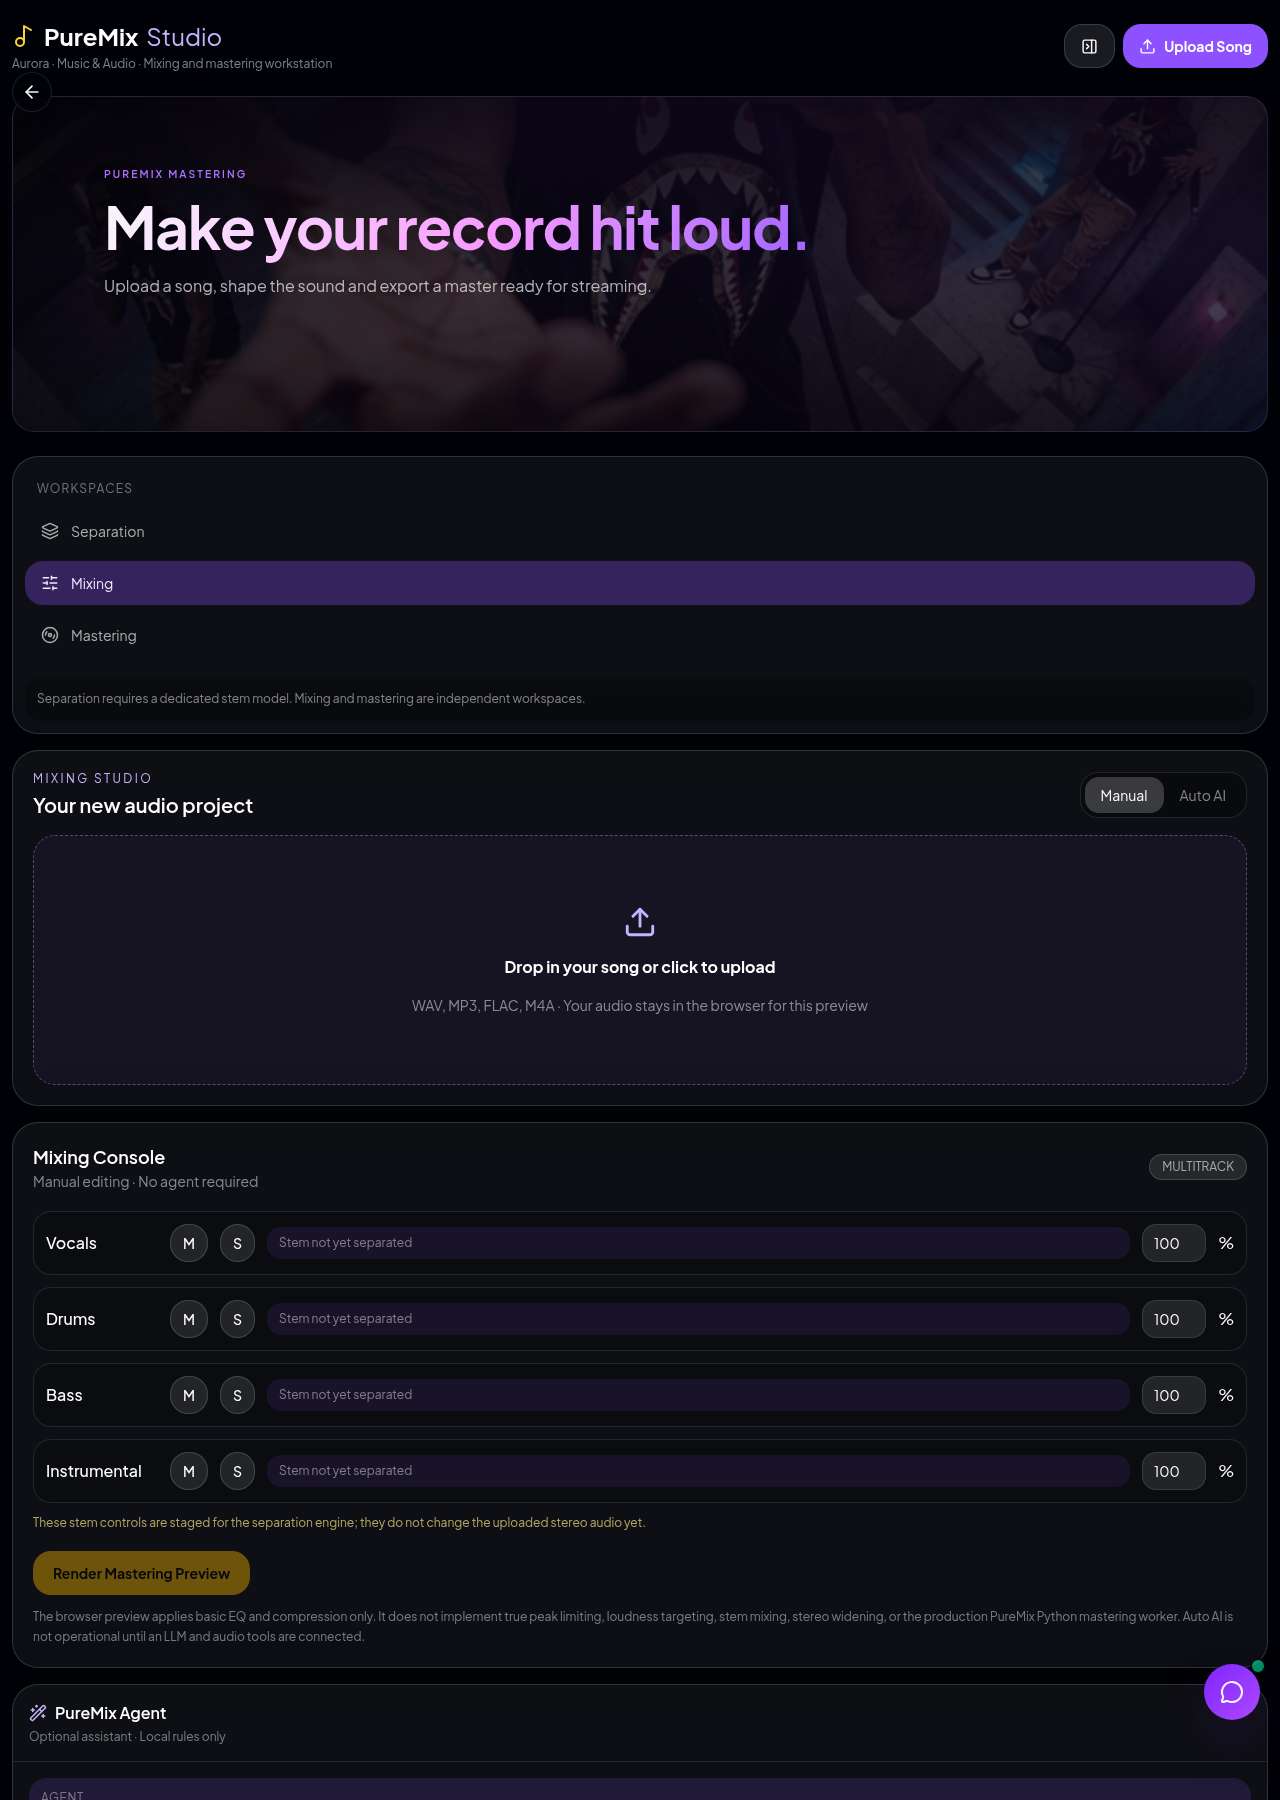 PureMix Studio
Aurora · Music & Audio · Mixing and mastering workstation
Upload Song
PUREMIX MASTERING
Make your record hit loud.
Upload a song, shape the sound and export a master ready for streaming.
WORKSPACES
Separation
Mixing
Mastering
Separation requires a dedicated stem model. Mixing and mastering are independent workspaces.
MIXING STUDIO
Your new audio project
Manual
Auto AI
Drop in your song or click to upload
WAV, MP3, FLAC, M4A · Your audio stays in the browser for this preview
Mixing Console
Manual editing · No agent required
MULTITRACK
Vocals M S Stem not yet separated 100 %
Drums M S Stem not yet separated 100 %
Bass M S Stem not yet separated 100 %
Instrumental M S Stem not yet separated 100 %
These stem controls are staged for the separation engine; they do not change the uploaded stereo audio yet.
Render Mastering Preview
The browser preview applies basic EQ and compression only. It does not implement true peak limiting, loudness targeting, stem mixing, stereo widening, or the production PureMix Python mastering worker. Auto AI is
not operational until an LLM and audio tools are connected.
PureMix Agent
Optional assistant · Local rules only
AGENT